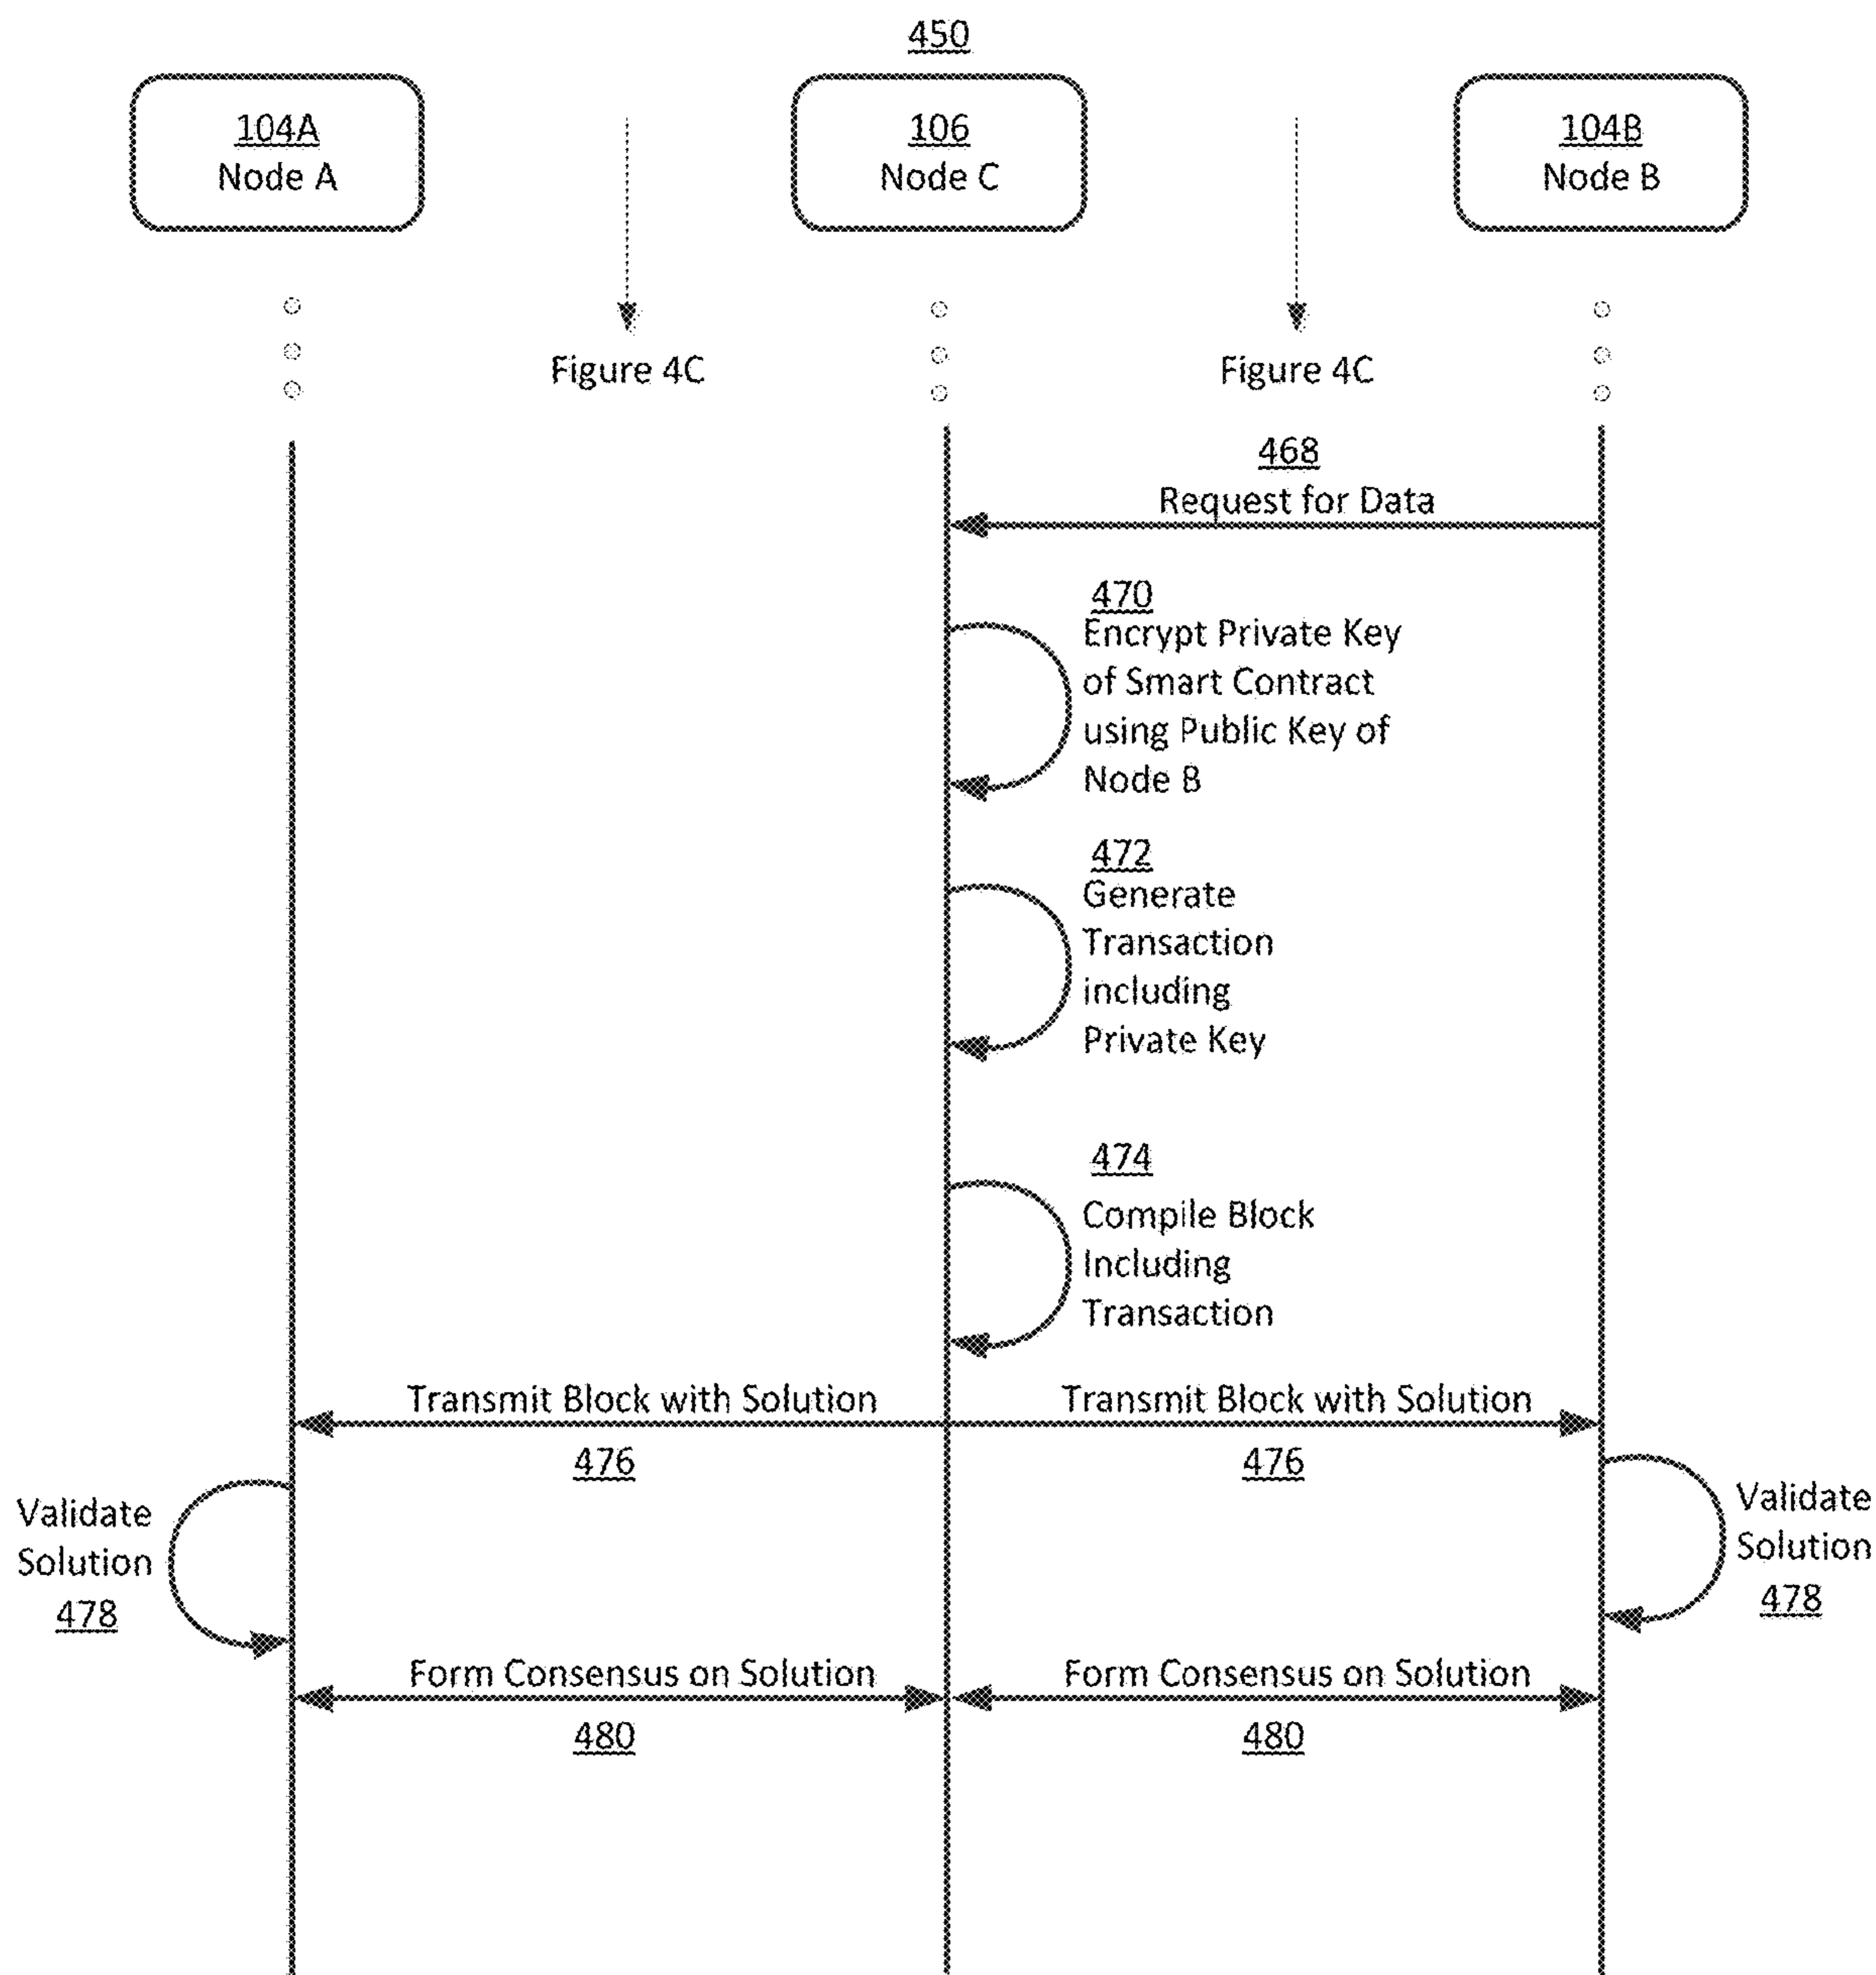 450
104A
Node A
106
Node C
104B
Node B
Figure 4C
Figure 4C
468
Request for Data
470
Encrypt Private Key
of Smart Contract
using Public Key of
Node B
472
Generate
Transaction
including
Private Key
474
Compile Block
Including
Transaction
Transmit Block with Solution
476
Transmit Block with Solution
476
Validate
Solution
478
Validate
Solution
478
Form Consensus on Solution
480
Form Consensus on Solution
480